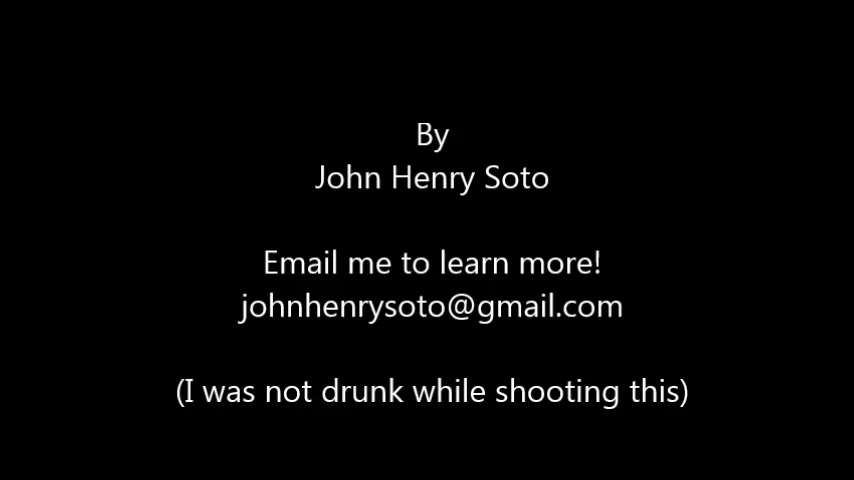 By
John Henry Soto
Email me to learn more!
johnhenrysoto@gmail.com
(I was not drunk while shooting this)